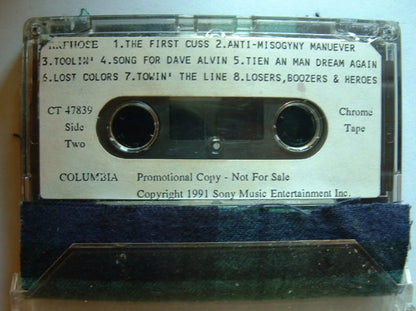 FIREHOSE 1.THE FIRST CUSS 2.ANTI-MISOGYNY MANUEVER
3.TOOLIN' 4.SONG FOR DAVE ALVIN 5.TIEN AN MAN DREAM AGAIN
6.LOST COLORS 7.TOWIN' THE LINE 8.LOSERS,BOOZERS & HEROES
CT 47839 Chrome
Side Tape
Two
COLUMBIA Promotional Copy - Not For Sale
Copyright 1991 Sony Music Entertainment Inc.